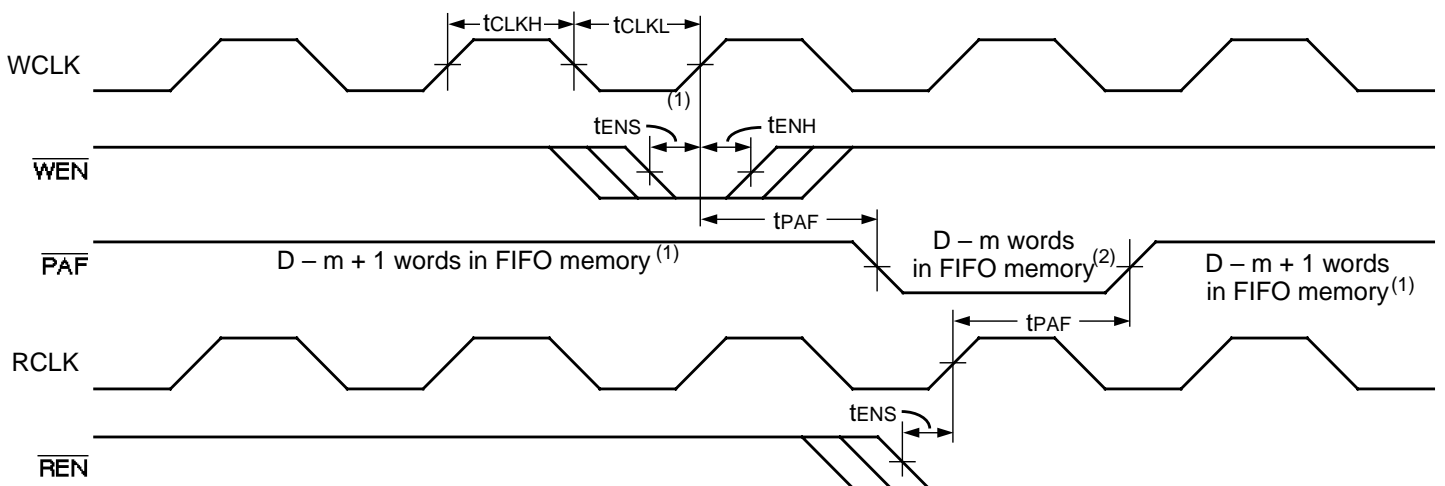 tCLKH
tCLKL
WCLK
(1)
tENS
tENH
WEN
tPAF
PAF
D – m + 1 words in FIFO memory (1)
D – m words
in FIFO memory(2)
D – m + 1 words
in FIFO memory(1)
tPAF
RCLK
tENS
REN